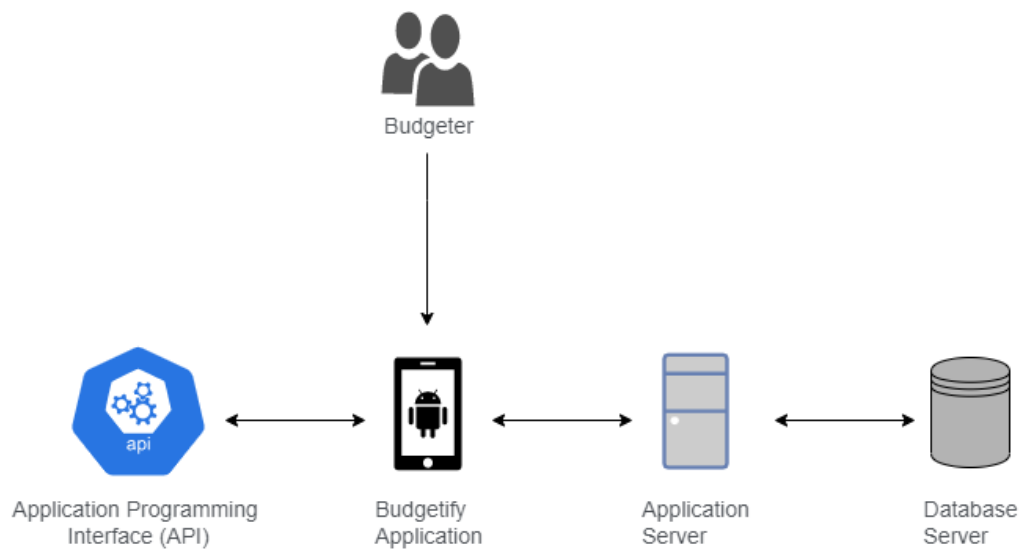 Budgeter
api
Application Programming
Interface (API)
Budgetify
Application
Application
Server
Database
Server